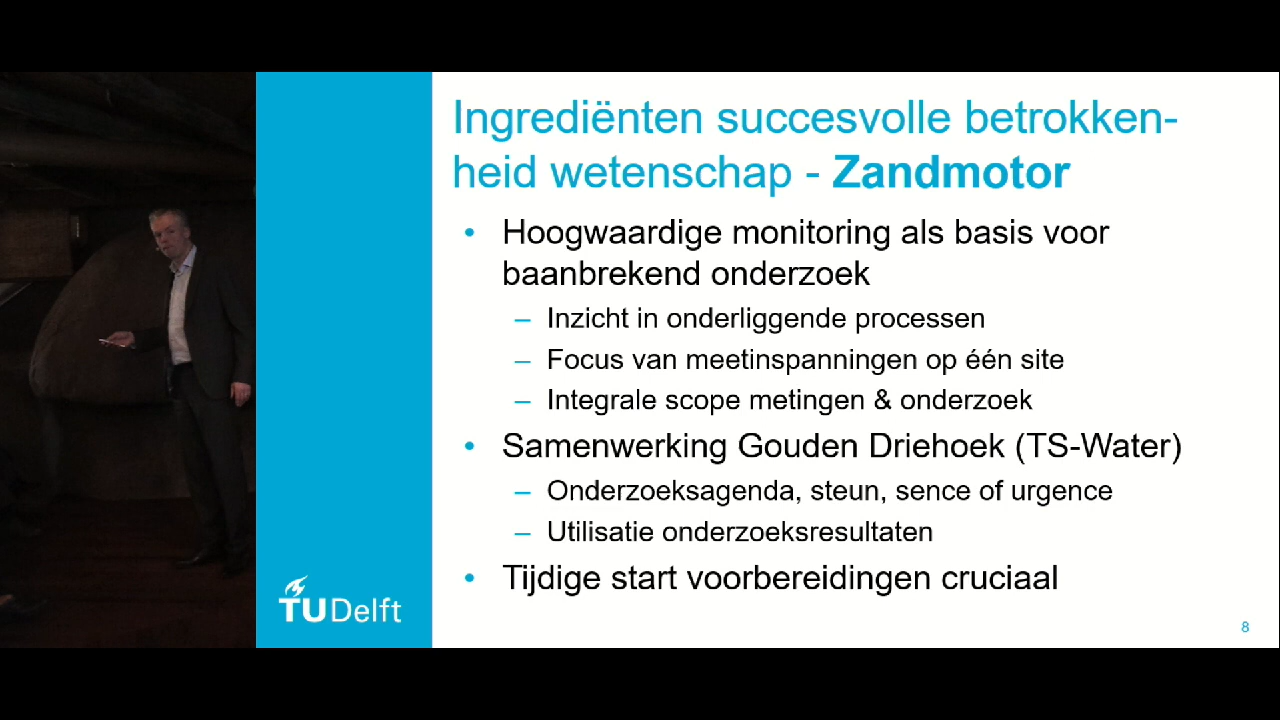 Ingrediënten succesvolle betrokken-
heid wetenschap - Zandmotor
• Hoogwaardige monitoring als basis voor
baanbrekend onderzoek
– Inzicht in onderliggende processen
– Focus van meetinspanningen op één site
– Integrale scope metingen & onderzoek
• Samenwerking Gouden Driehoek (TS-Water)
– Onderzoeksagenda, steun, sence of urgence
– Utilisatie onderzoeksresultaten
• Tijdige start voorbereidingen cruciaal
TU Delft
8